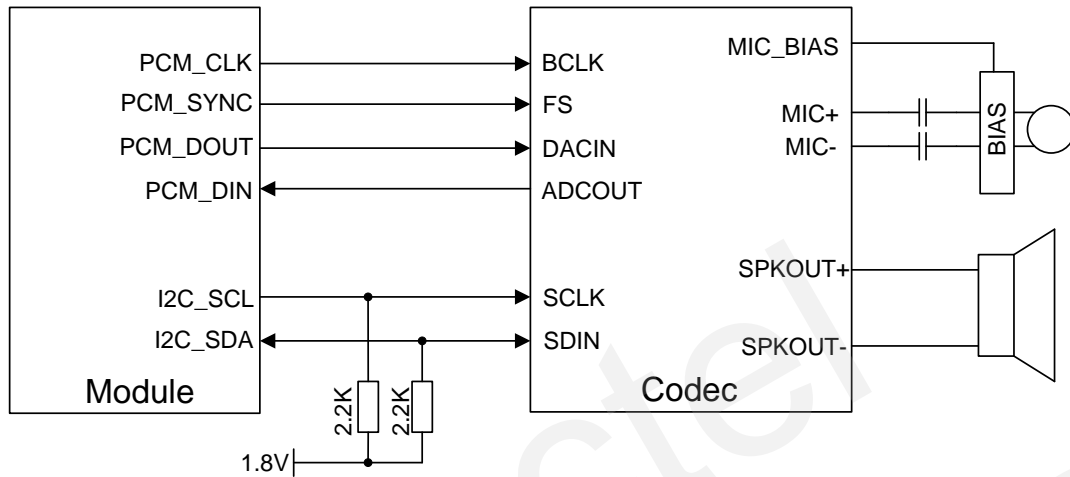 PCM_CLK
PCM_SYNC
PCM_DOUT
PCM_DIN
I2C_SCL
I2C_SDA
Module
BCLK
FS
DACIN
ADCOUT
SCLK
SDIN
Codec
MIC_BIAS
MIC+
MIC-
SPKOUT+
SPKOUT-
BIAS
2.2K
2.2K
1.8V
ctel